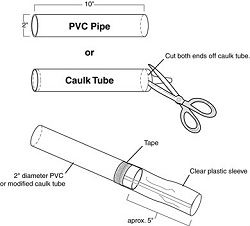 10"
2"
PVC Pipe
or
Cut both ends off caulk tube.
Caulk Tube
Tape
Clear plastic sleeve
2" diameter PVC
or modified caulk tube
aprox. 5"